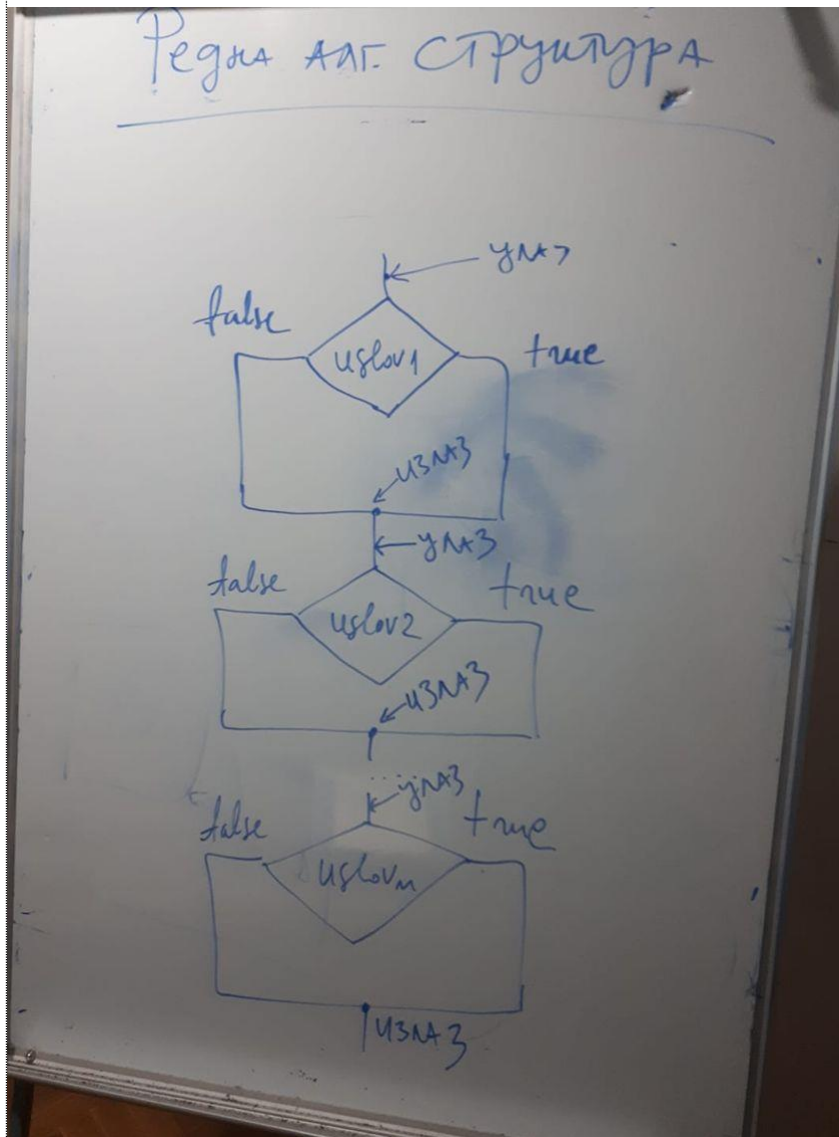 Редна алг. структура
улаз
false
true
uslov1
излаз
улаз
false
true
uslov2
излаз
....
улаз
false
true
uslovn
излаз